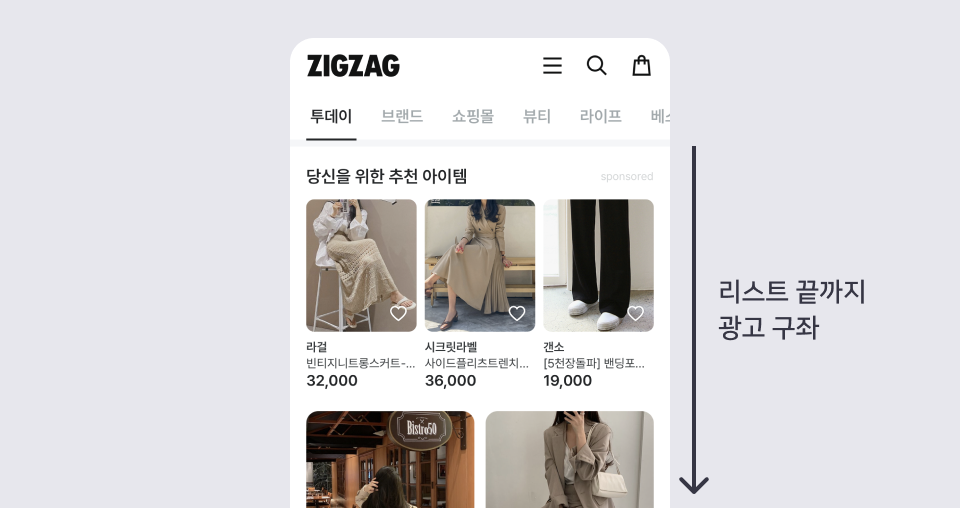 ZIGZAG
투데이 브랜드 쇼핑몰 뷰티 라이프 베스
당신을 위한 추천 아이템 sponsored
리스트 끝까지
광고 구좌
라걸 시크릿라벨 갠소
빈티지니트롱스커트-... 사이드플리츠트렌치... [5천장돌파] 밴딩포...
32,000 36,000 19,000
Bistro50